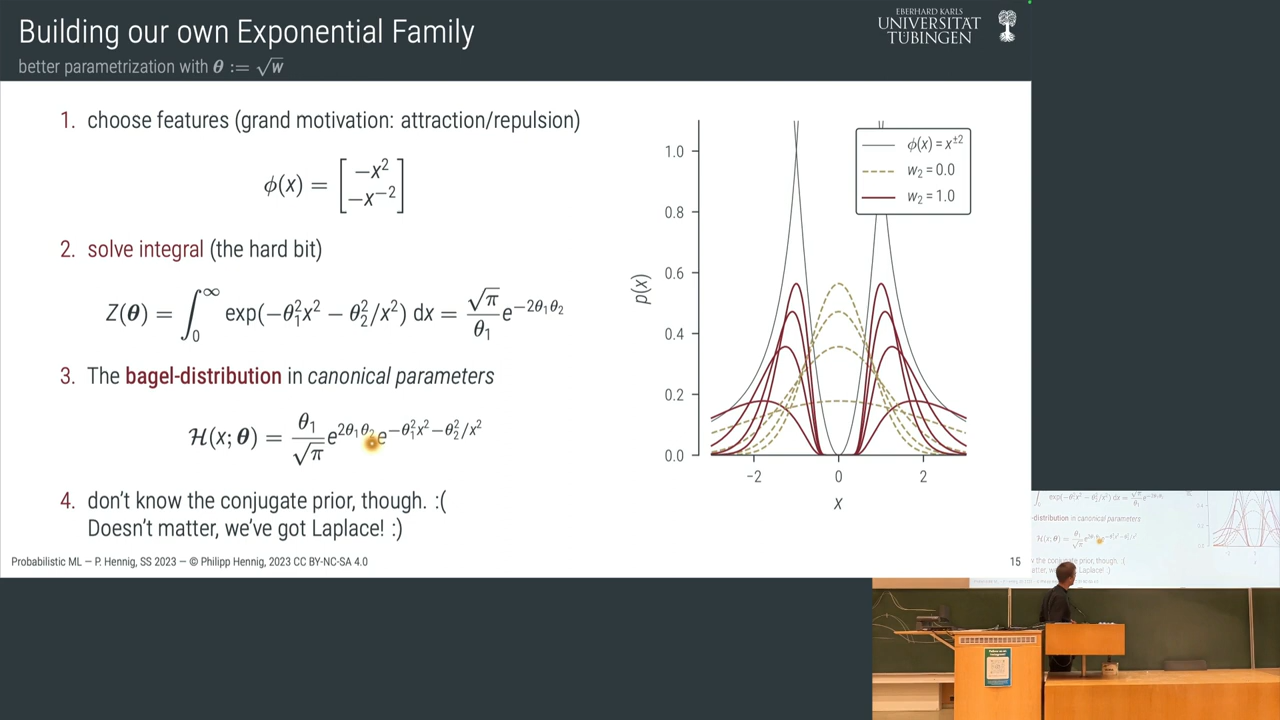 Building our own Exponential Family
better parametrization with θ := √w
EBERHARD KARLS
UNIVERSITÄT
TÜBINGEN
1. choose features (grand motivation: attraction/repulsion)
ϕ(x) = [−x² −x⁻²]
2. solve integral (the hard bit)
Z(θ) = ∫₀^∞ exp(−θ₁²x² − θ₂²/x²) dx = √π/θ₁ e^{−2θ₁θ₂}
3. The bagel-distribution in canonical parameters
ℋ(x; θ) = θ₁/√π e^{2θ₁θ₂} e^{−θ₁²x²−θ₂²/x²}
4. don't know the conjugate prior, though. :(
Doesn't matter, we've got Laplace! :)
p(x)
1.0
0.8
0.6
0.4
0.2
0.0
−2 0 2
x
ϕ(x) = x^{±2}
w₂ = 0.0
w₂ = 1.0
Probabilistic ML — P. Hennig, SS 2023 — © Philipp Hennig, 2023 CC BY-NC-SA 4.0
15